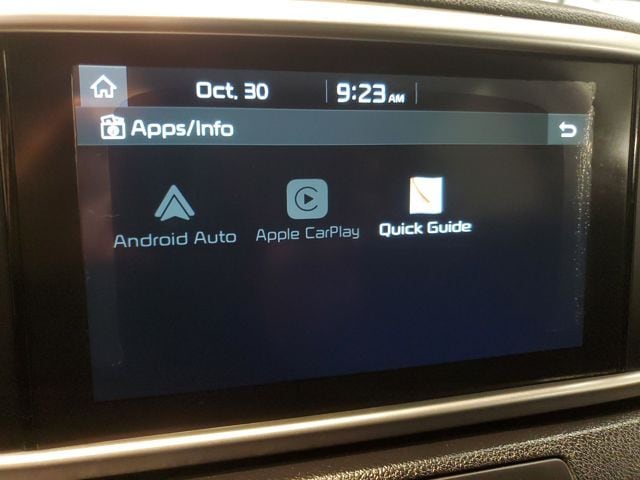 Oct. 30 9:23 AM
Apps/Info
Android Auto Apple CarPlay Quick Guide